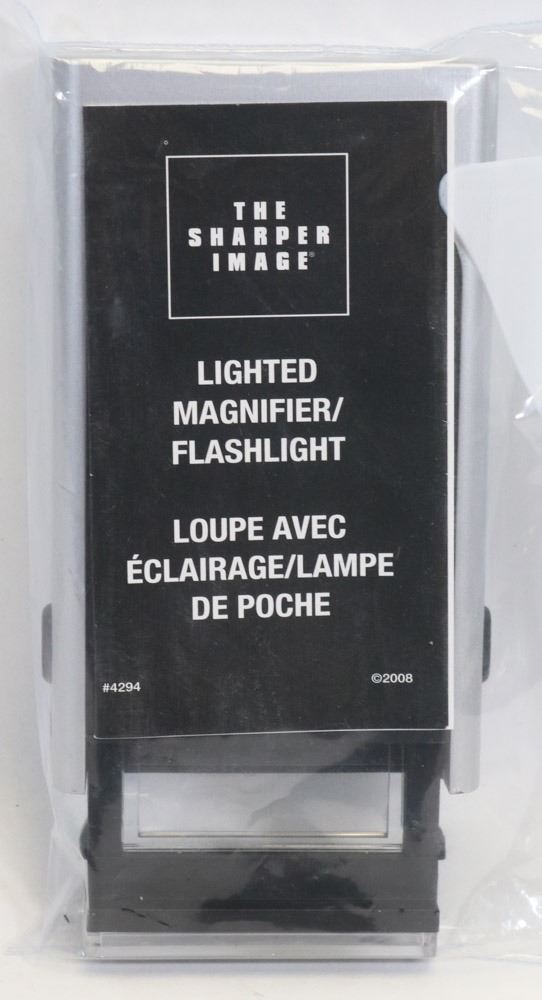 THE
SHARPER
IMAGE®
LIGHTED
MAGNIFIER/
FLASHLIGHT
LOUPE AVEC
ÉCLAIRAGE/LAMPE
DE POCHE
#4294 ©2008